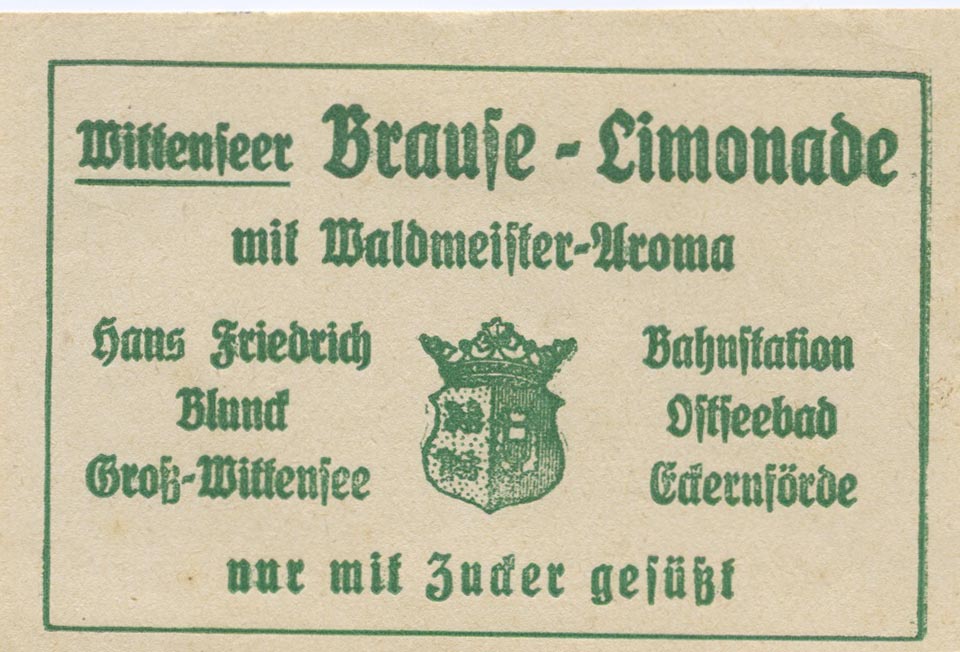 Wittenseer Brause-Limonade
mit Waldmeister-Aroma
Hans Friedrich
Blunck
Groß-Wittensee
Bahnstation
Ostseebad
Eckernförde
nur mit Zucker gesüßt